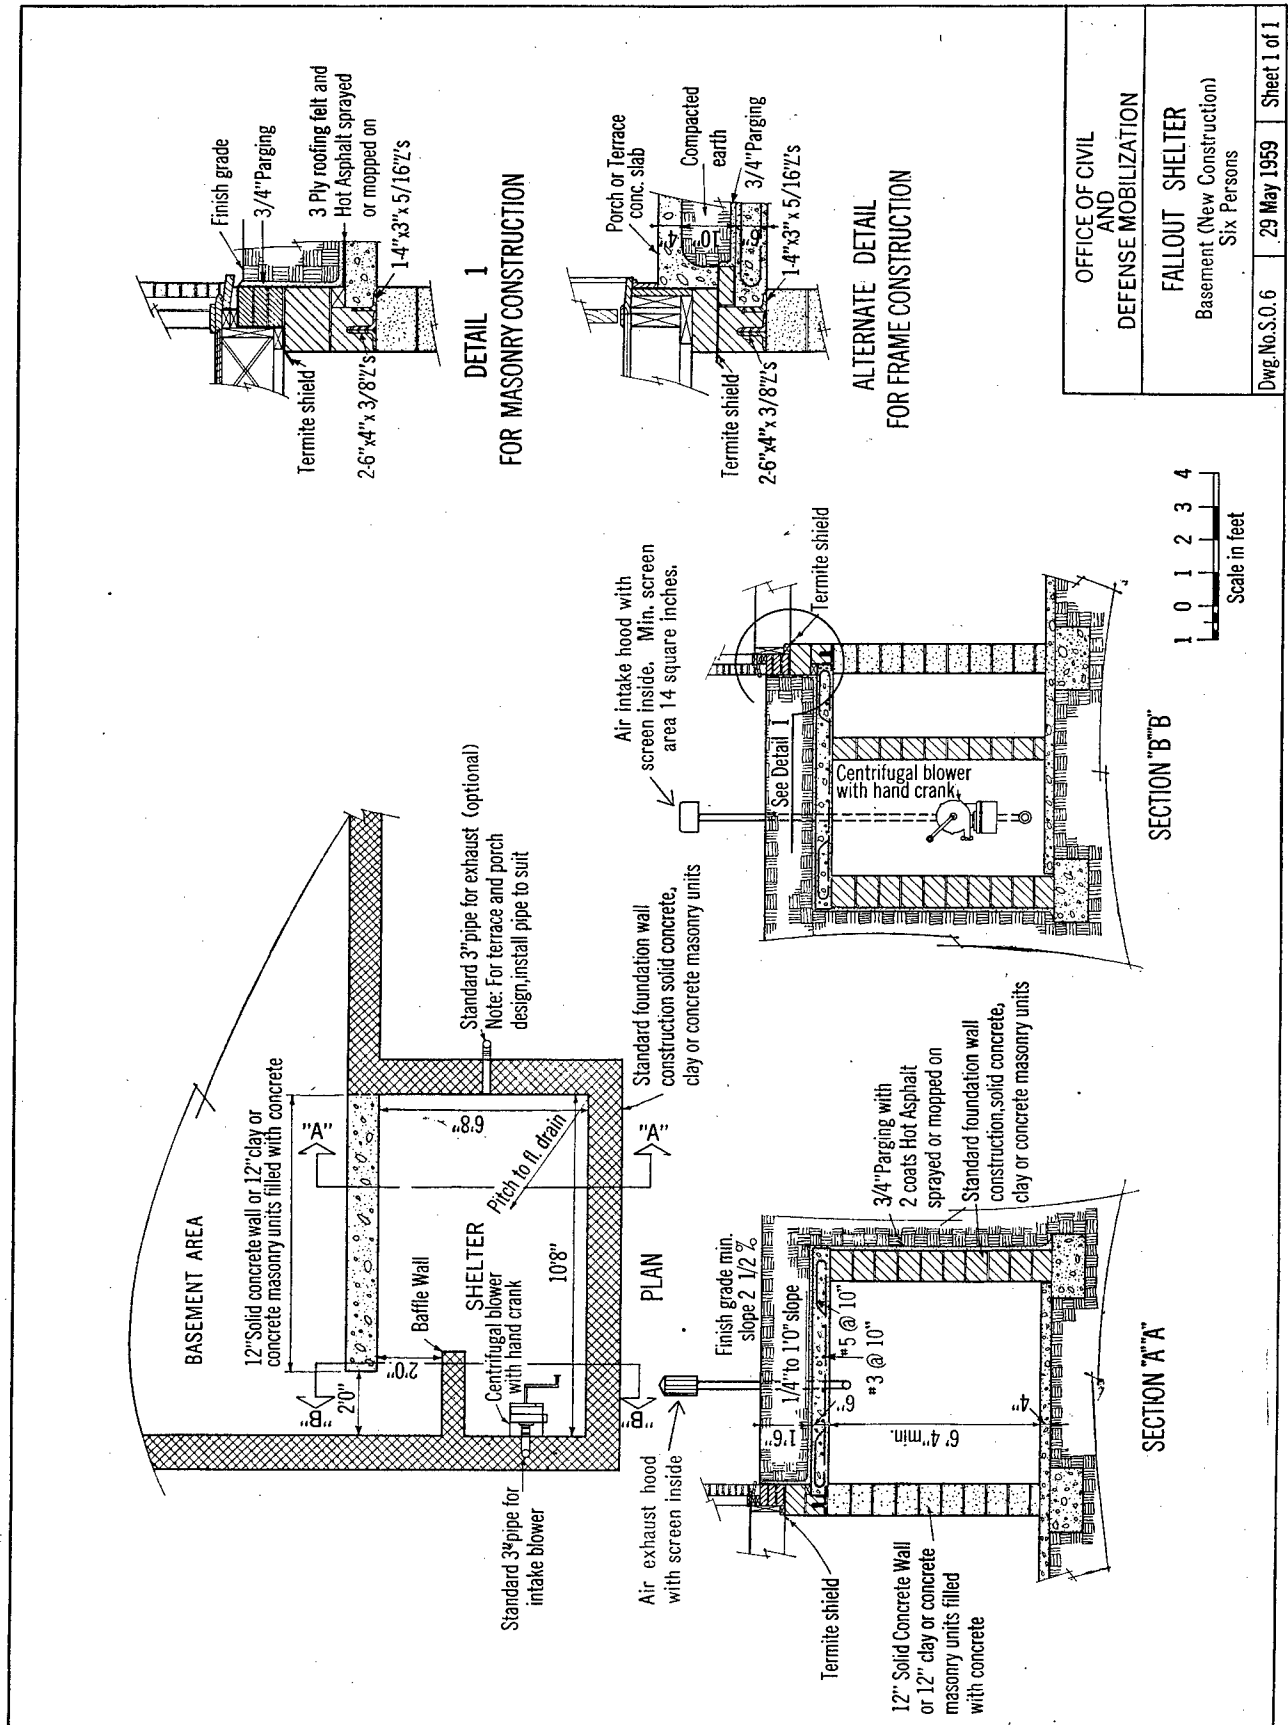 BASEMENT AREA
12"Solid concrete wall or 12"clay or
concrete masonry units filled with concrete
"A"
"A"
"B"
"B"
2'0"
2'0"
6'8"
10'8"
Baffle Wall
SHELTER
Centrifugal blower
with hand crank
Pitch to fl. drain
Standard 3"pipe for
intake blower
Standard 3"pipe for exhaust (optional)
Note: For terrace and porch
design,install pipe to suit
Standard foundation wall
construction solid concrete,
clay or concrete masonry units
PLAN
Finish grade
3/4"Parging
3 Ply roofing felt and
Hot Asphalt sprayed
or mopped on
1-4"x3"x 5/16"Z's
Termite shield
2-6"x4"x 3/8"Z's
DETAIL 1
FOR MASONRY CONSTRUCTION
Porch or Terrace
conc. slab
Compacted
earth
4"
10"
6"
3/4"Parging
1-4"x3"x 5/16"Z's
Termite shield
2-6"x4"x 3/8"Z's
ALTERNATE DETAIL
FOR FRAME CONSTRUCTION
Air exhaust hood
with screen inside
Finish grade min.
slope 2 1/2 %
1/4"to 1'0"slope
1'6"
6"
#5 @ 10"
#3 @ 10"
6'4"min.
4"
3/4"Parging with
2 coats Hot Asphalt
sprayed or mopped on
Standard foundation wall
construction,solid concrete,
clay or concrete masonry units
Termite shield
12" Solid Concrete Wall
or 12" clay or concrete
masonry units filled
with concrete
SECTION "A""A"
Air intake hood with
screen inside. Min. screen
area 14 square inches.
See Detail 1
Centrifugal blower
with hand crank
Termite shield
SECTION "B""B"
1 0 1 2 3 4
Scale in feet
OFFICE OF CIVIL
AND
DEFENSE MOBILIZATION
FALLOUT SHELTER
Basement (New Construction)
Six Persons
Dwg.No.S.O. 6
29 May 1959
Sheet 1 of 1